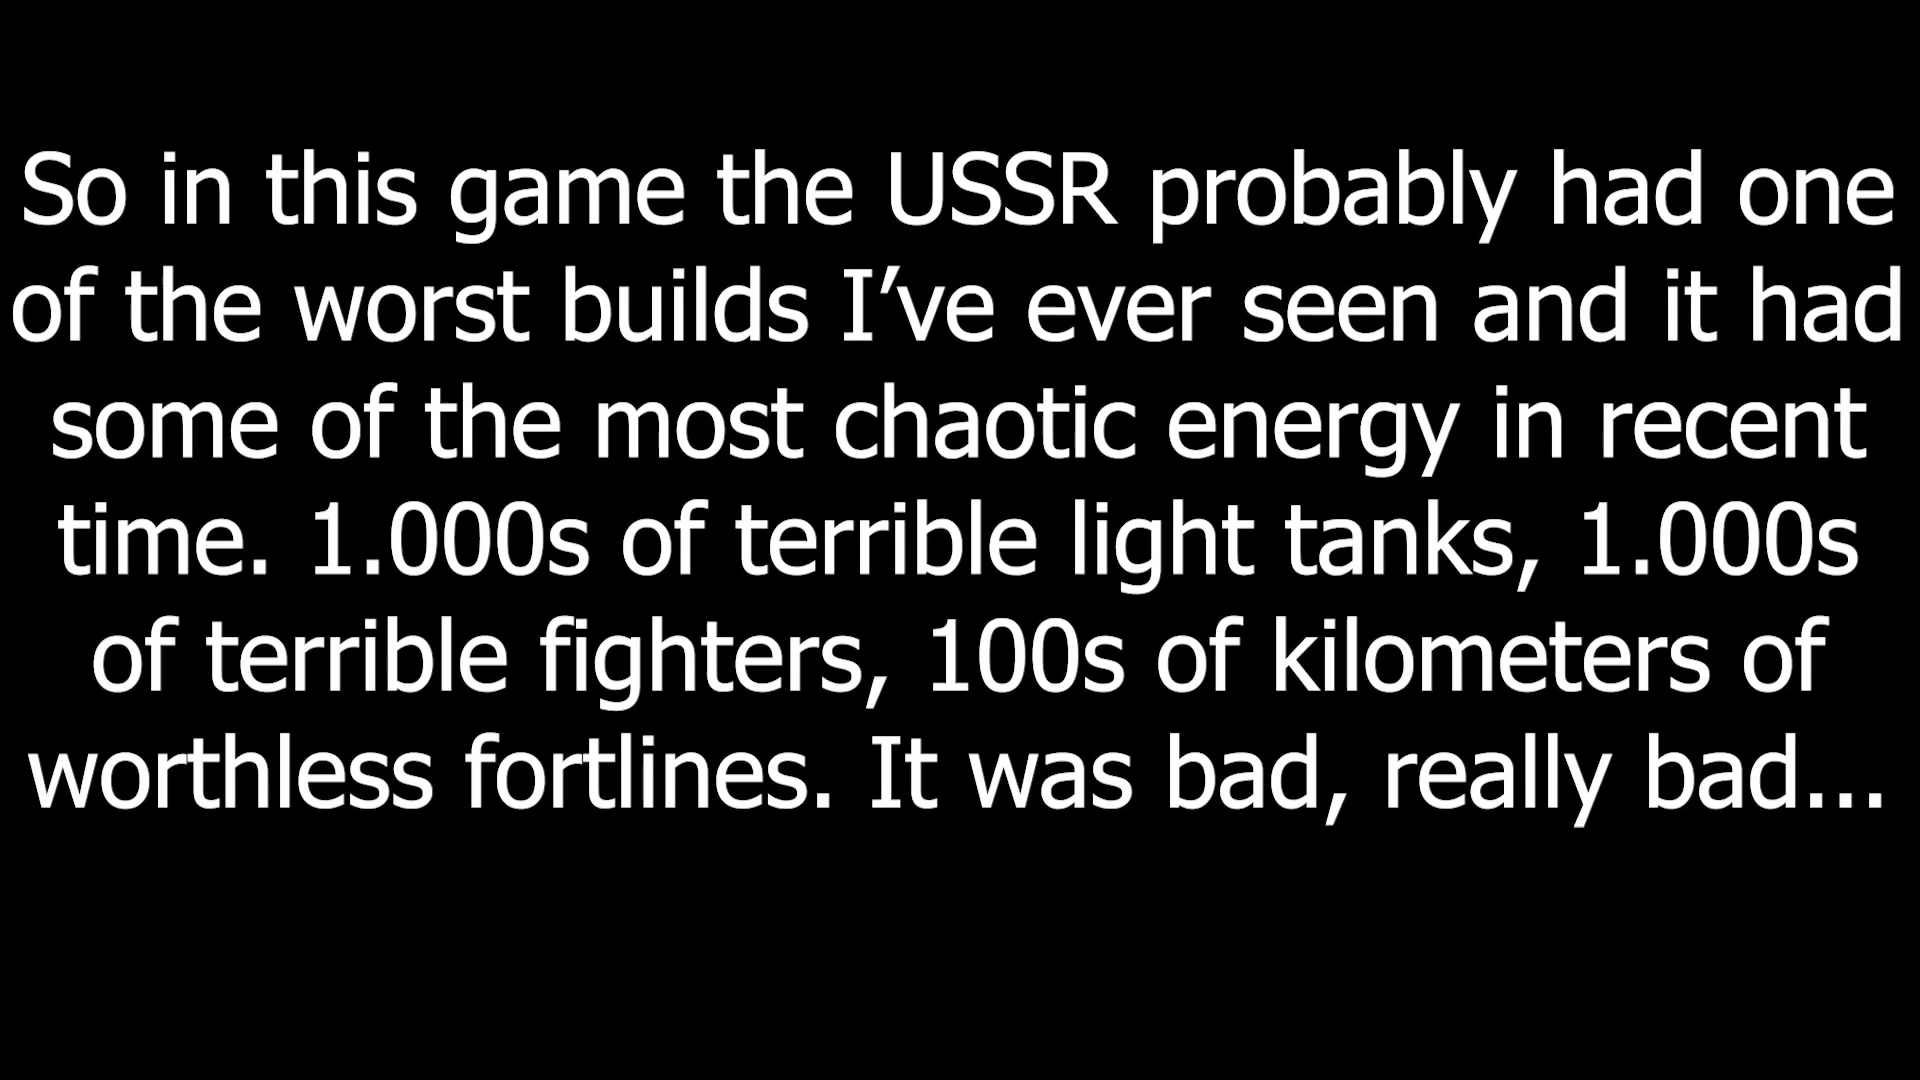 So in this game the USSR probably had one
of the worst builds I’ve ever seen and it had
some of the most chaotic energy in recent
time. 1.000s of terrible light tanks, 1.000s
of terrible fighters, 100s of kilometers of
worthless fortlines. It was bad, really bad...